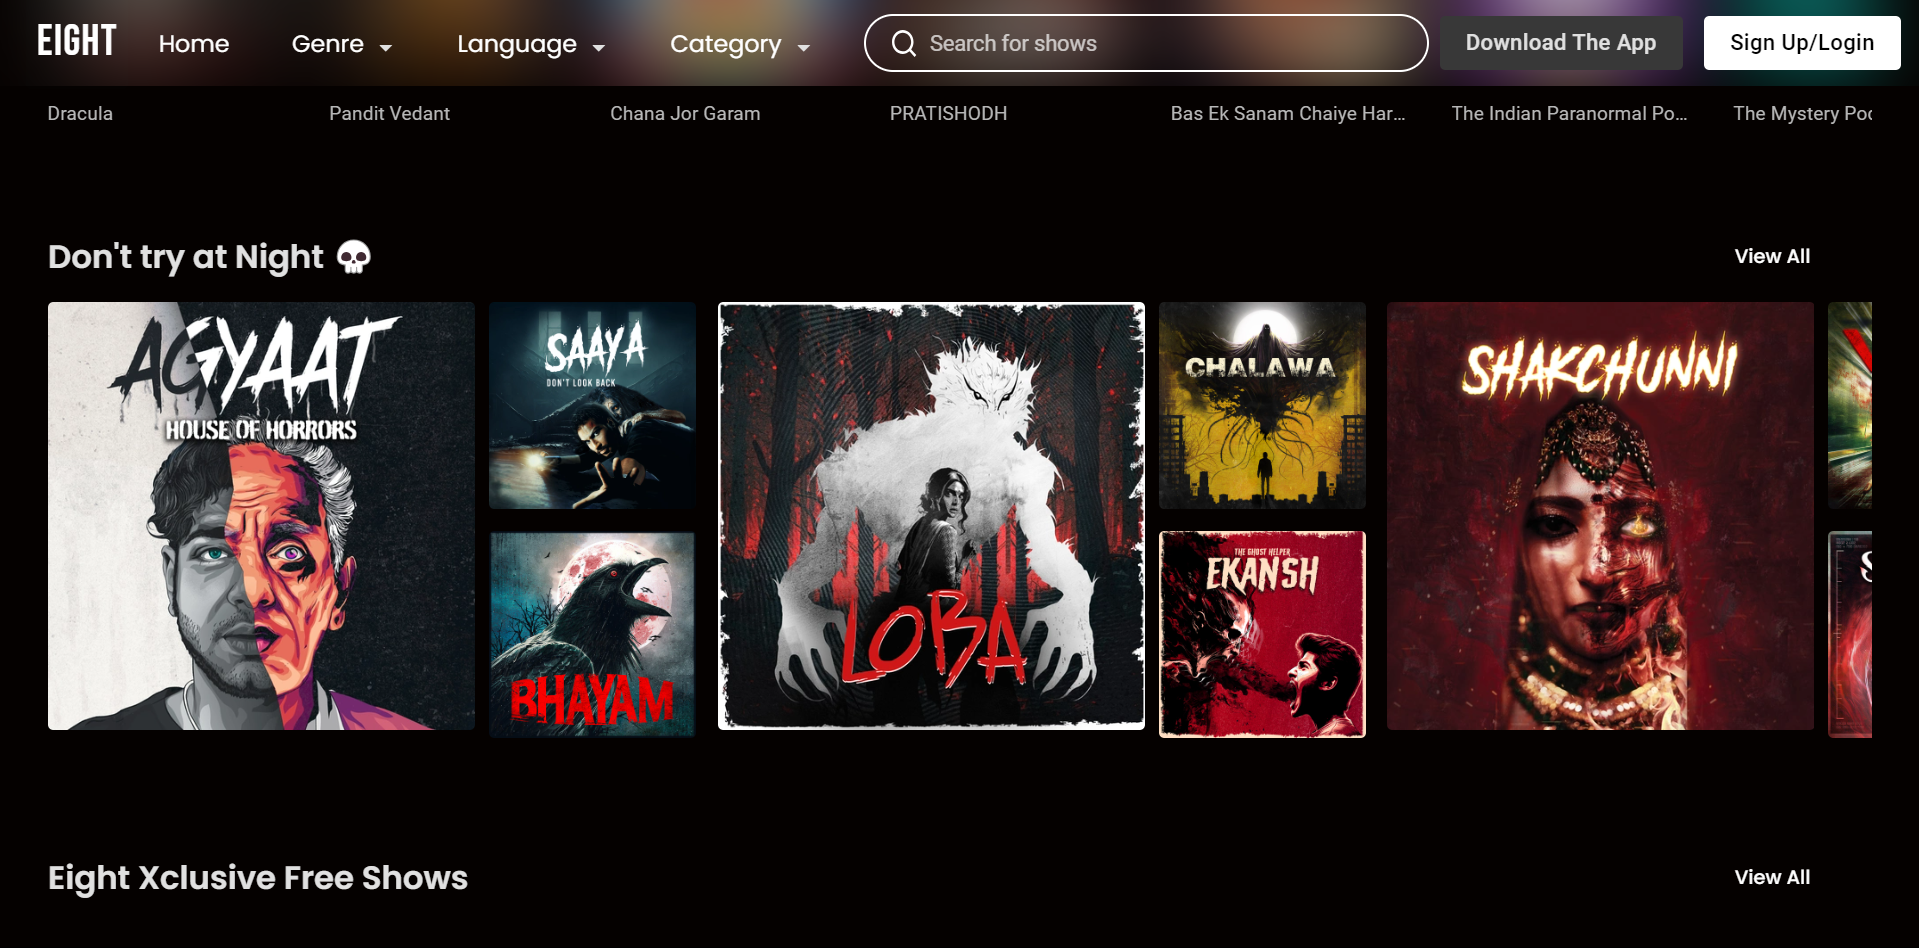 EIGHT Home Genre Language Category Search for shows Download The App Sign Up/Login
Dracula Pandit Vedant Chana Jor Garam PRATISHODH Bas Ek Sanam Chaiye Har... The Indian Paranormal Po... The Mystery
Don't try at Night 💀 View All
AGYAAT
HOUSE OF HORRORS
SAAYA
DON'T LOOK BACK
BHAYAM
LOBA
CHALAWA
THE GHOST HELPER
EKANSH
SHAKCHUNNI
Eight Xclusive Free Shows View All